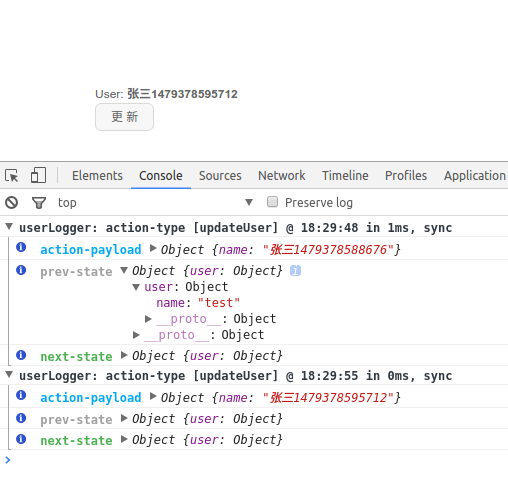 User: 张三1479378595712
更 新
Elements Console Sources Network Timeline Profiles Application
top Preserve log
userLogger: action-type [updateUser] @ 18:29:48 in 1ms, sync
action-payload Object {name: "张三1479378588676"}
prev-state Object {user: Object}
user: Object
name: "test"
__proto__: Object
__proto__: Object
next-state Object {user: Object}
userLogger: action-type [updateUser] @ 18:29:55 in 0ms, sync
action-payload Object {name: "张三1479378595712"}
prev-state Object {user: Object}
next-state Object {user: Object}